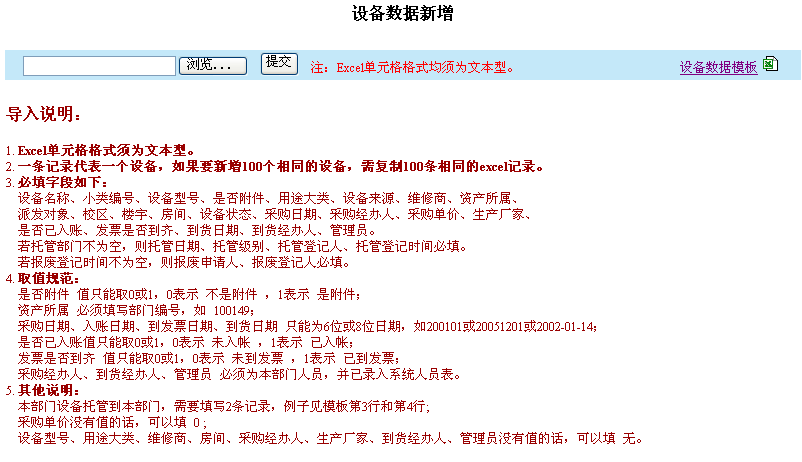 设备数据新增
浏览... 提交 注：Excel单元格格式均须为文本型。 设备数据模板
导入说明：
1. Excel单元格格式须为文本型。
2. 一条记录代表一个设备，如果要新增100个相同的设备，需复制100条相同的excel记录。
3. 必填字段如下：
设备名称、小类编号、设备型号、是否附件、用途大类、设备来源、维修商、资产所属、
派发对象、校区、楼宇、房间、设备状态、采购日期、采购经办人、采购单价、生产厂家、
是否已入账、发票是否到齐、到货日期、到货经办人、管理员。
若托管部门不为空，则托管日期、托管级别、托管登记人、托管登记时间必填。
若报废登记时间不为空，则报废申请人、报废登记人必填。
4. 取值规范：
是否附件 值只能取0或1，0表示 不是附件 ，1表示 是附件；
资产所属 必须填写部门编号，如 100149；
采购日期、入账日期、到发票日期、到货日期 只能为6位或8位日期，如200101或20051201或2002-01-14；
是否已入账值只能取0或1，0表示 未入帐 ，1表示 已入帐；
发票是否到齐 值只能取0或1，0表示 未到发票 ，1表示 已到发票；
采购经办人、到货经办人、管理员 必须为本部门人员，并已录入系统人员表。
5. 其他说明：
本部门设备托管到本部门，需要填写2条记录，例子见模板第3行和第4行;
采购单价没有值的话，可以填 0 ;
设备型号、用途大类、维修商、房间、采购经办人、生产厂家、到货经办人、管理员没有值的话，可以填 无。